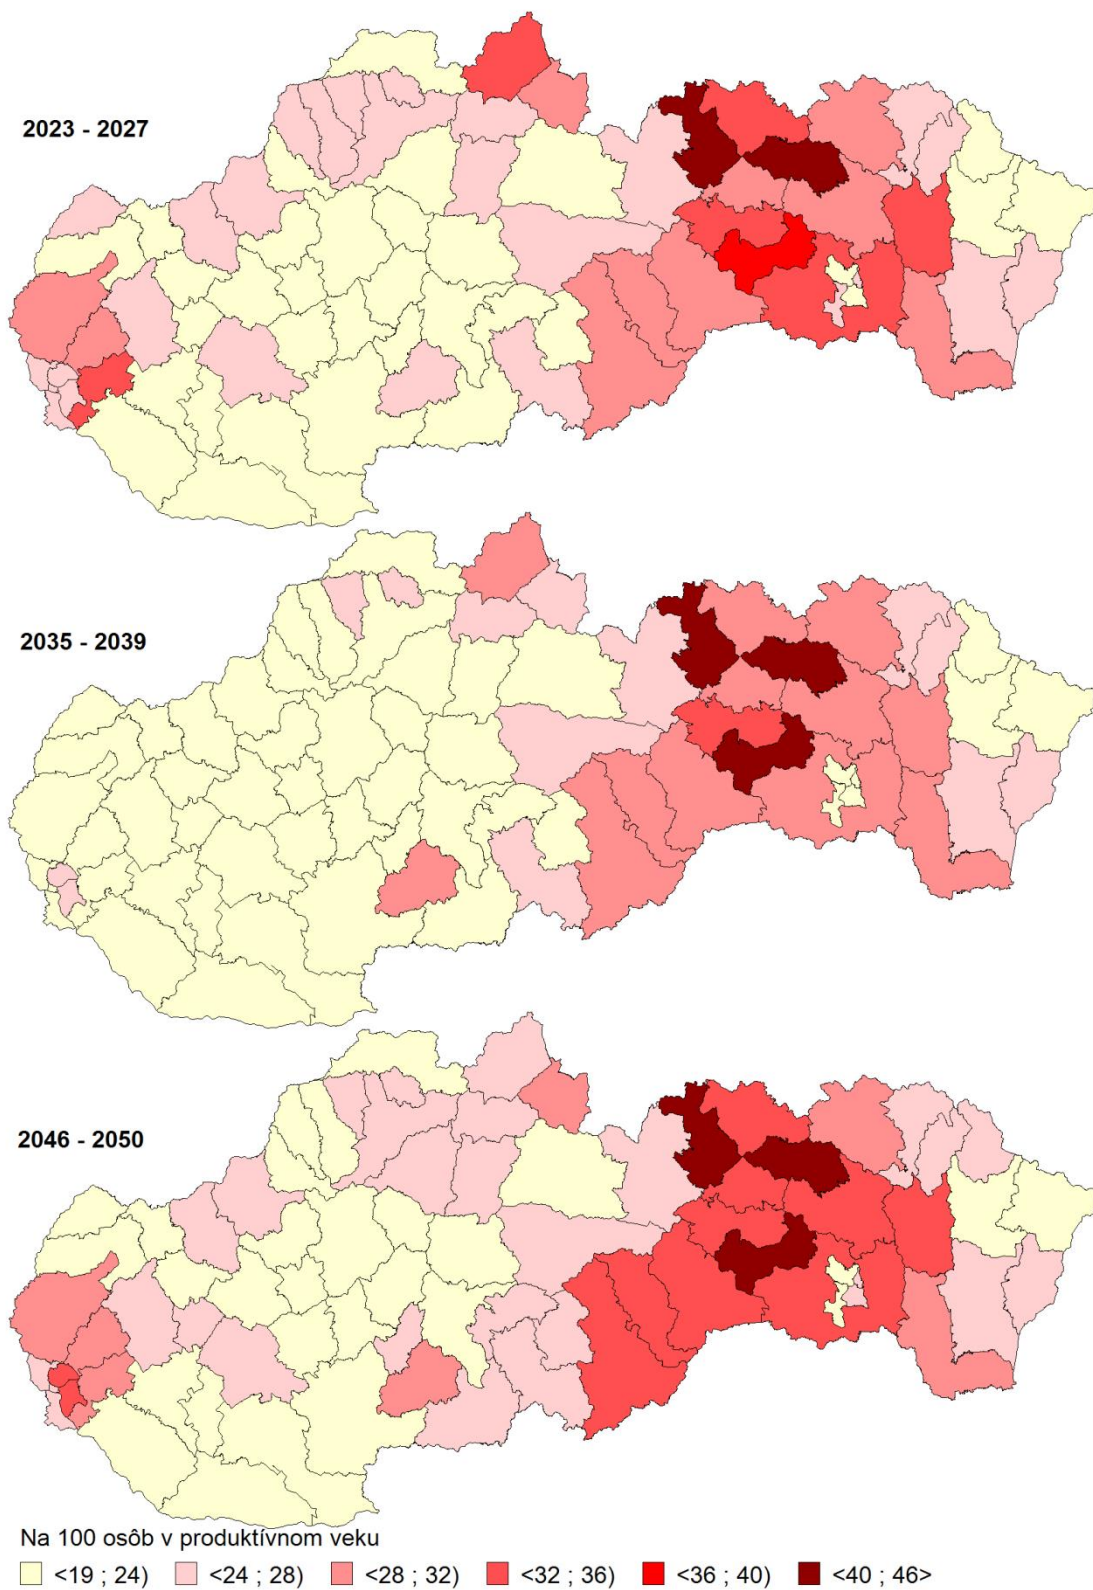 2023 - 2027
2035 - 2039
2046 - 2050
Na 100 osôb v produktívnom veku
<19 ; 24) <24 ; 28) <28 ; 32) <32 ; 36) <36 ; 40) <40 ; 46>